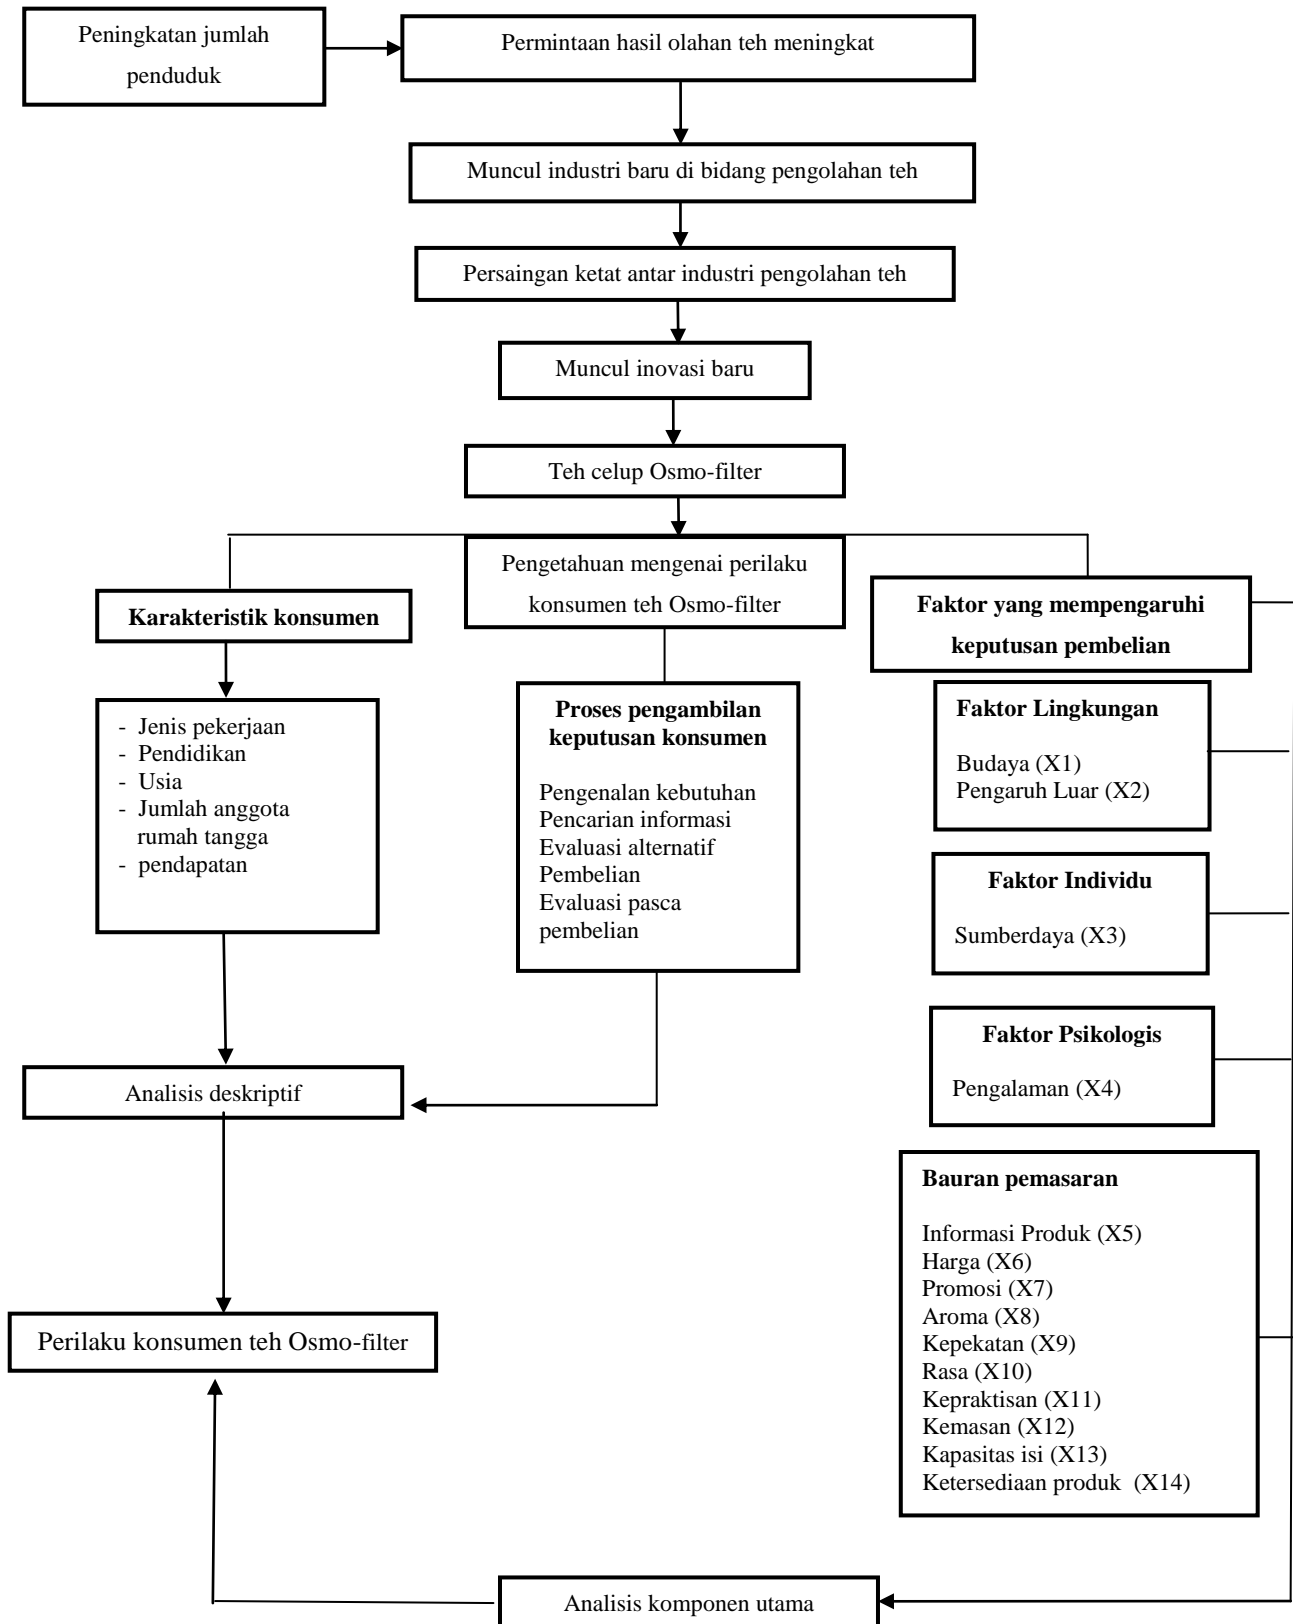 Peningkatan jumlah
penduduk
Permintaan hasil olahan teh meningkat
Muncul industri baru di bidang pengolahan teh
Persaingan ketat antar industri pengolahan teh
Muncul inovasi baru
Teh celup Osmo-filter
Pengetahuan mengenai perilaku
konsumen teh Osmo-filter
Karakteristik konsumen
- Jenis pekerjaan
- Pendidikan
- Usia
- Jumlah anggota
rumah tangga
- pendapatan
Proses pengambilan
keputusan konsumen
Pengenalan kebutuhan
Pencarian informasi
Evaluasi alternatif
Pembelian
Evaluasi pasca
pembelian
Faktor yang mempengaruhi
keputusan pembelian
Faktor Lingkungan
Budaya (X1)
Pengaruh Luar (X2)
Faktor Individu
Sumberdaya (X3)
Faktor Psikologis
Pengalaman (X4)
Bauran pemasaran
Informasi Produk (X5)
Harga (X6)
Promosi (X7)
Aroma (X8)
Kepekatan (X9)
Rasa (X10)
Kepraktisan (X11)
Kemasan (X12)
Kapasitas isi (X13)
Ketersediaan produk (X14)
Analisis deskriptif
Perilaku konsumen teh Osmo-filter
Analisis komponen utama